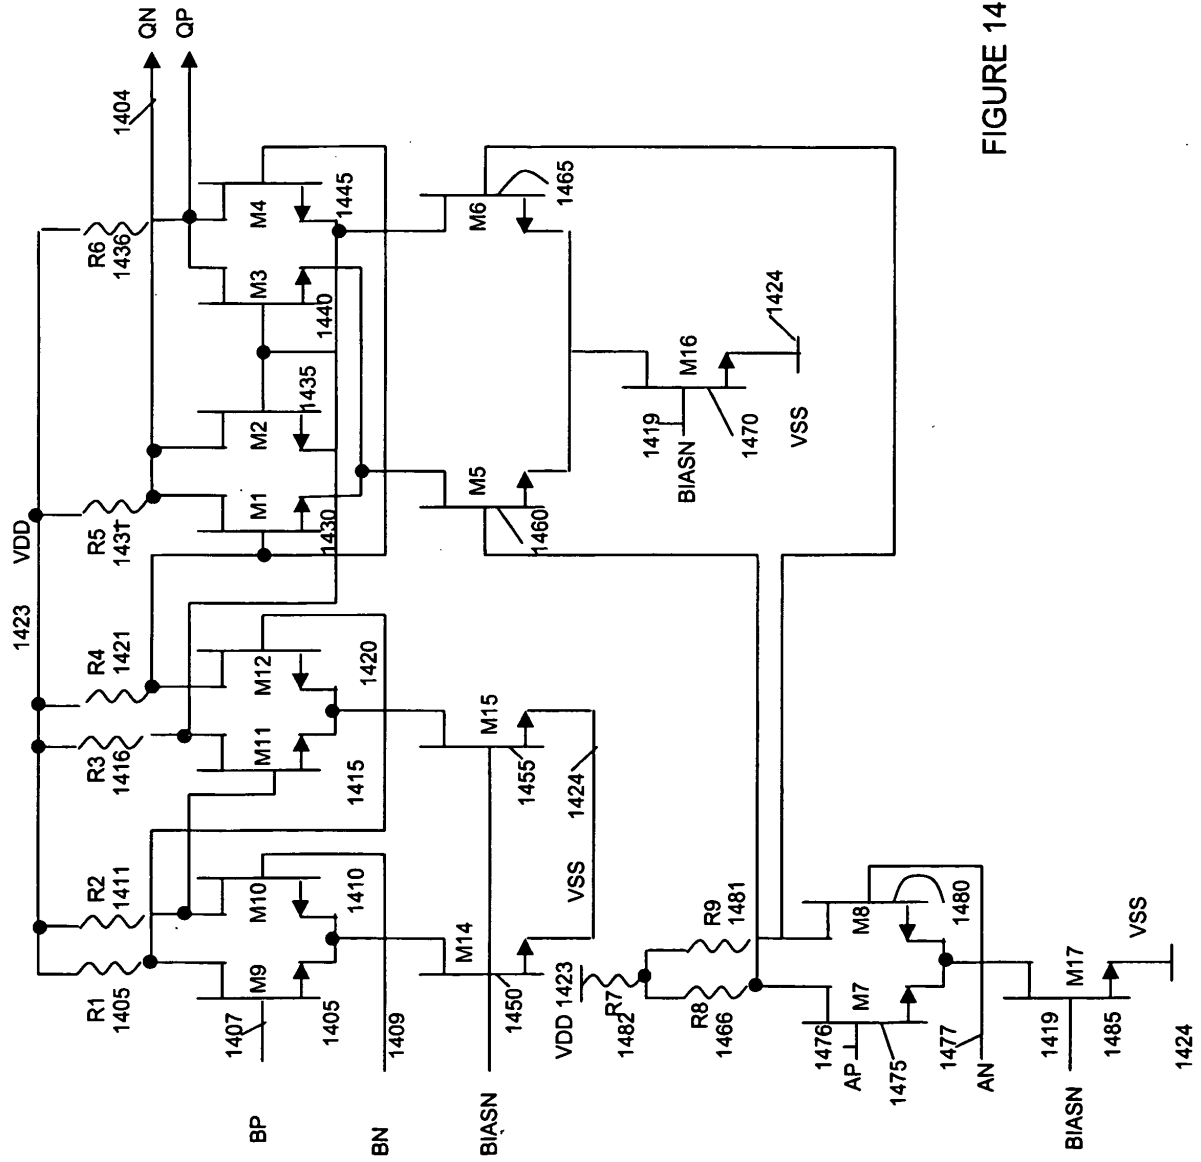 QN
QP
1404
VDD
1423
R1
1405
R2
1411
R3
1416
R4
1421
R5
1431
R6
1436
M9
M10
M11
M12
M1
M2
M3
M4
1407
1405
1410
1415
1420
1430
1435
1440
1445
BP
BN
1409
BIASN
M14
1450
M15
1455
1424
VSS
M5
1460
M6
1465
M16
1419
BIASN
1470
VSS
1424
VDD 1423
R7
1482
R8
1466
R9
1481
AP
1476
M7
1475
M8
1480
AN
1477
BIASN
1419
M17
1485
VSS
1424
FIGURE 14